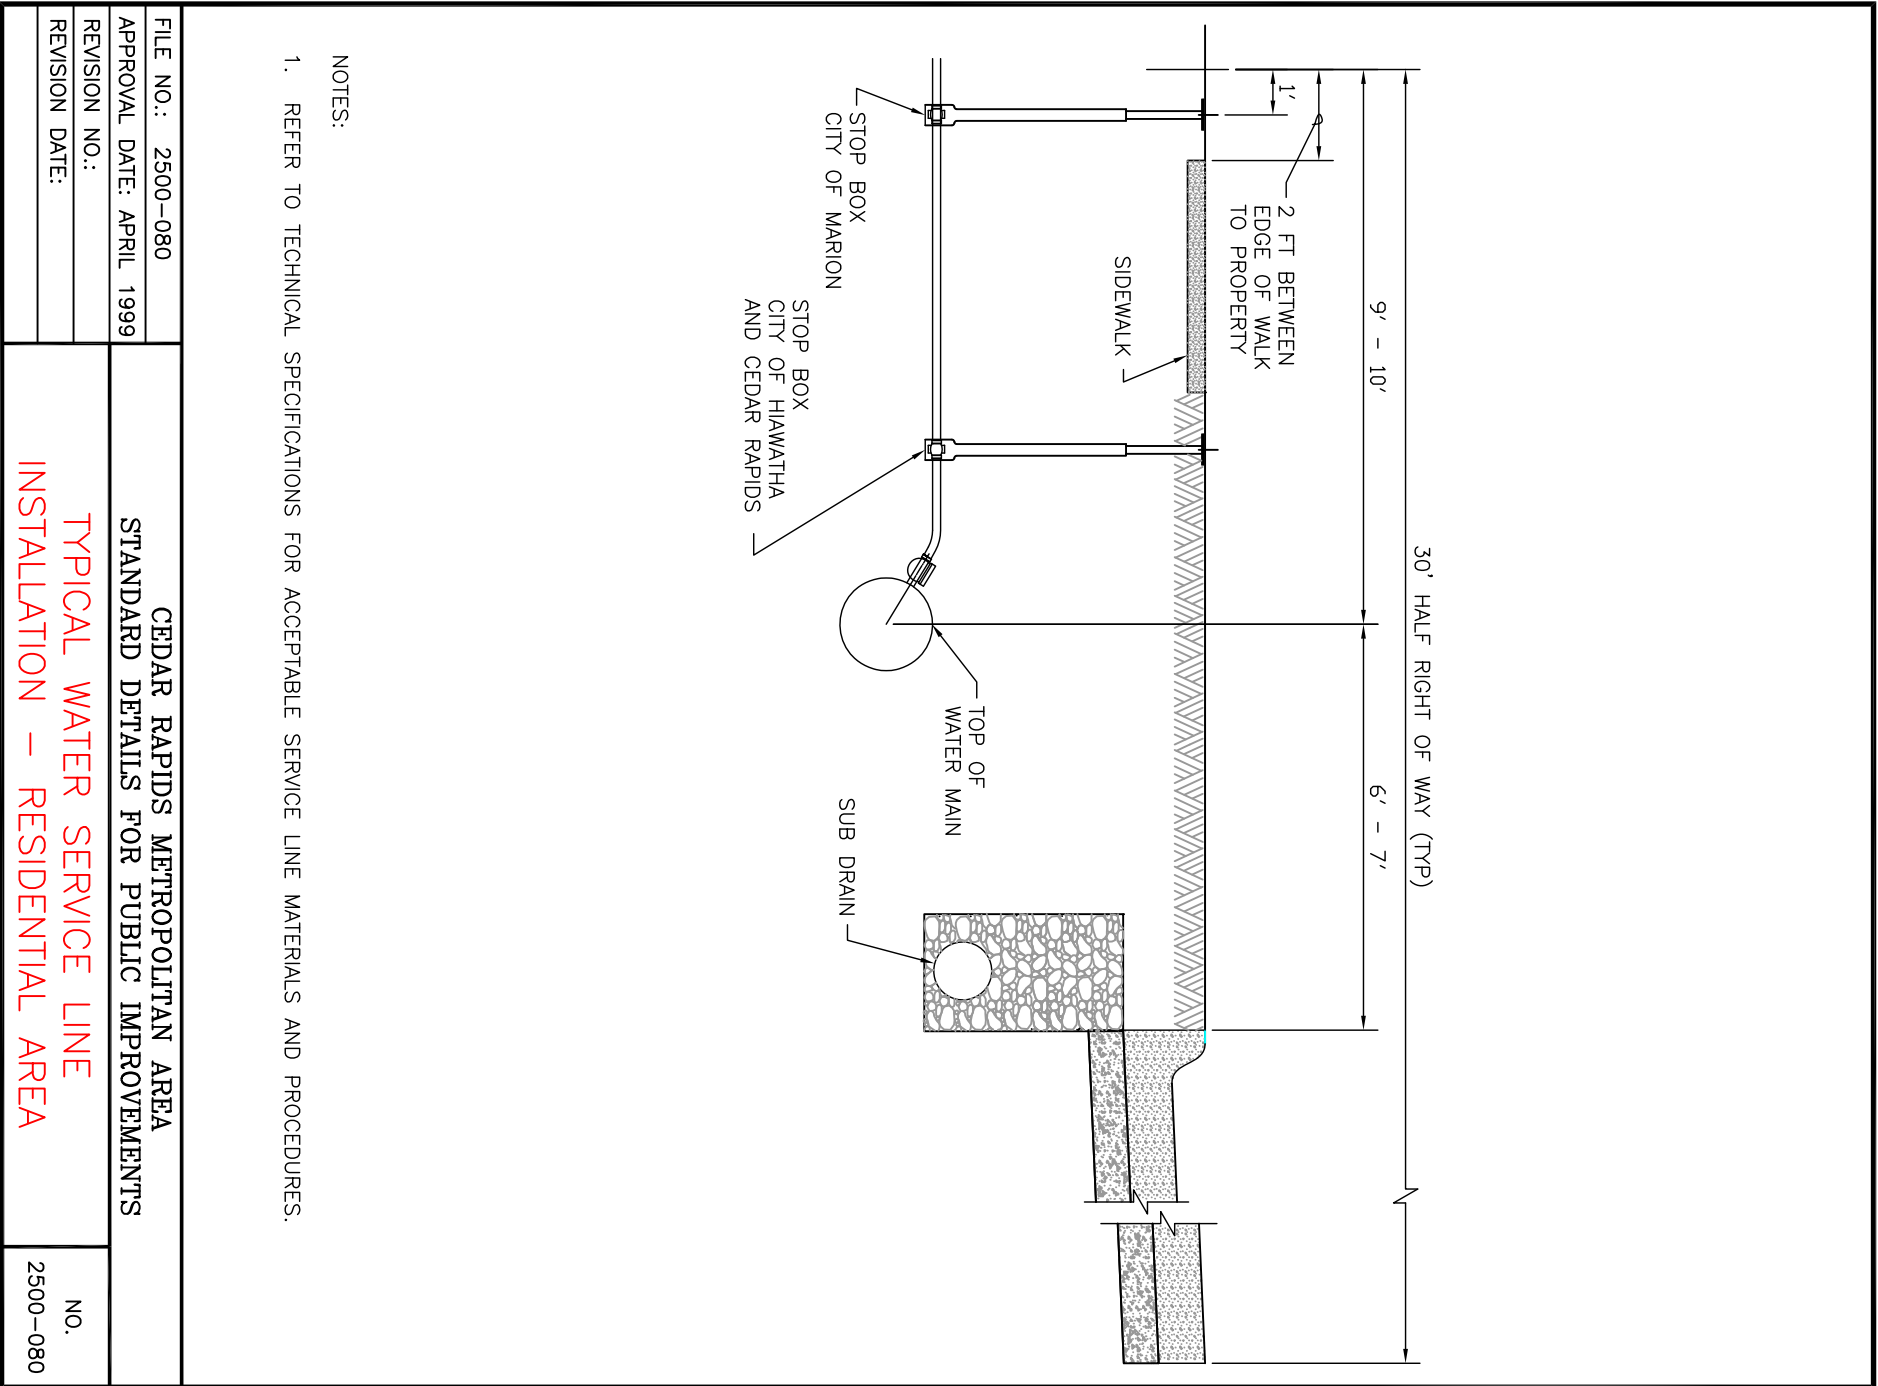 30' HALF RIGHT OF WAY (TYP)
9' - 10'
6' - 7'
1'
2 FT BETWEEN
EDGE OF WALK
TO PROPERTY
SIDEWALK
STOP BOX
CITY OF MARION
STOP BOX
CITY OF HIAWATHA
AND CEDAR RAPIDS
TOP OF
WATER MAIN
SUB DRAIN
NOTES:
1. REFER TO TECHNICAL SPECIFICATIONS FOR ACCEPTABLE SERVICE LINE MATERIALS AND PROCEDURES.
FILE NO.: 2500-080
APPROVAL DATE: APRIL 1999
REVISION NO.:
REVISION DATE:
CEDAR RAPIDS METROPOLITAN AREA
STANDARD DETAILS FOR PUBLIC IMPROVEMENTS
TYPICAL WATER SERVICE LINE
INSTALLATION - RESIDENTIAL AREA
NO.
2500-080